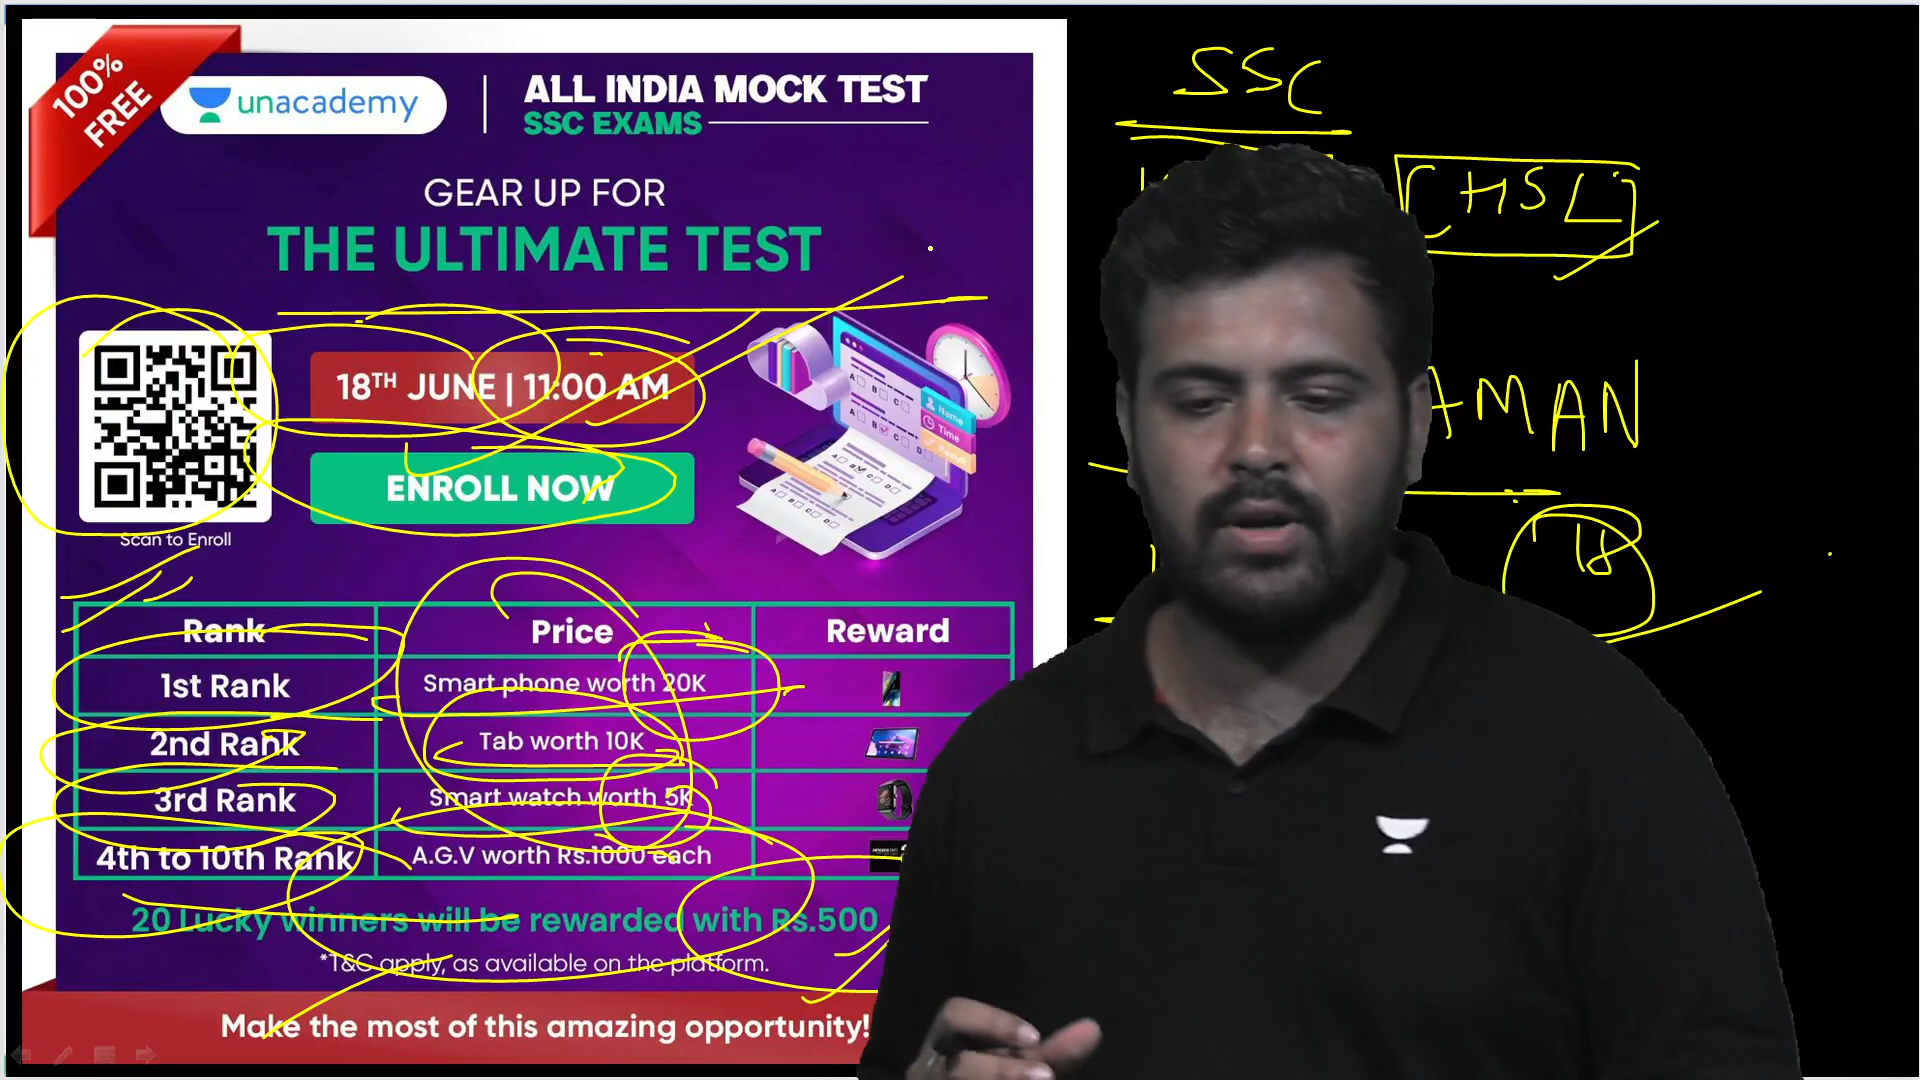 100%
FREE
unacademy
ALL INDIA MOCK TEST
SSC EXAMS
GEAR UP FOR
THE ULTIMATE TEST
18TH JUNE | 11:00 AM
ENROLL NOW
Scan to Enroll
Name
Time
Result
Rank Price Reward
1st Rank Smart phone worth 20K
2nd Rank Tab worth 10K
3rd Rank Smart watch worth 5K
4th to 10th Rank A.G.V worth Rs.1000 each
20 Lucky winners will be rewarded with Rs.500
*T&C apply, as available on the platform.
Make the most of this amazing opportunity!
SSC
CHSL
AMAN
18